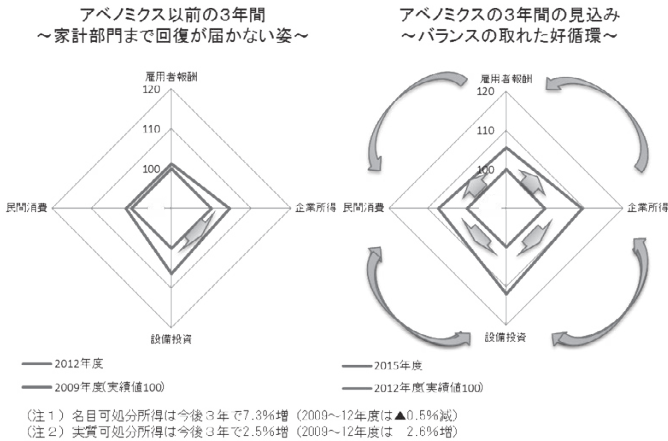 アベノミクス以前の３年間
～家計部門まで回復が届かない姿～
雇用者報酬
120
110
100
民間消費
企業所得
設備投資
2012年度
2009年度(実績値100)
アベノミクスの３年間の見込み
～バランスの取れた好循環～
雇用者報酬
120
110
100
民間消費
企業所得
設備投資
2015年度
2012年度(実績値100)
（注１）名目可処分所得は今後３年で7.3％増（2009～12年度は▲0.5％減）
（注２）実質可処分所得は今後３年で2.5％増（2009～12年度は　2.6％増）